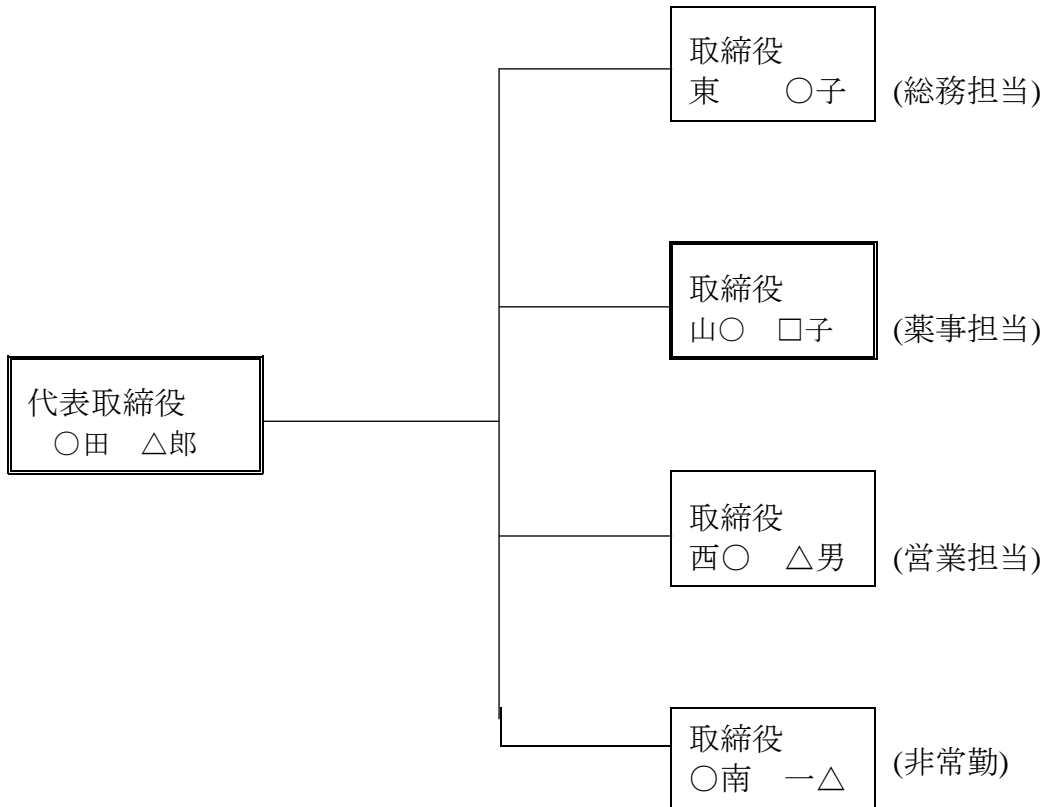 取締役
東　　○子
(総務担当)
取締役
山○　□子
(薬事担当)
代表取締役
○田　△郎
取締役
西○　△男
(営業担当)
取締役
○南　一△
(非常勤)